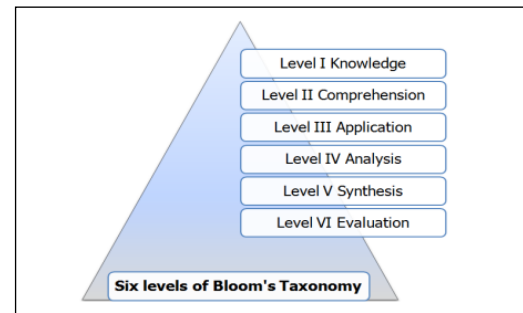 Level I Knowledge
Level II Comprehension
Level III Application
Level IV Analysis
Level V Synthesis
Level VI Evaluation
Six levels of Bloom's Taxonomy